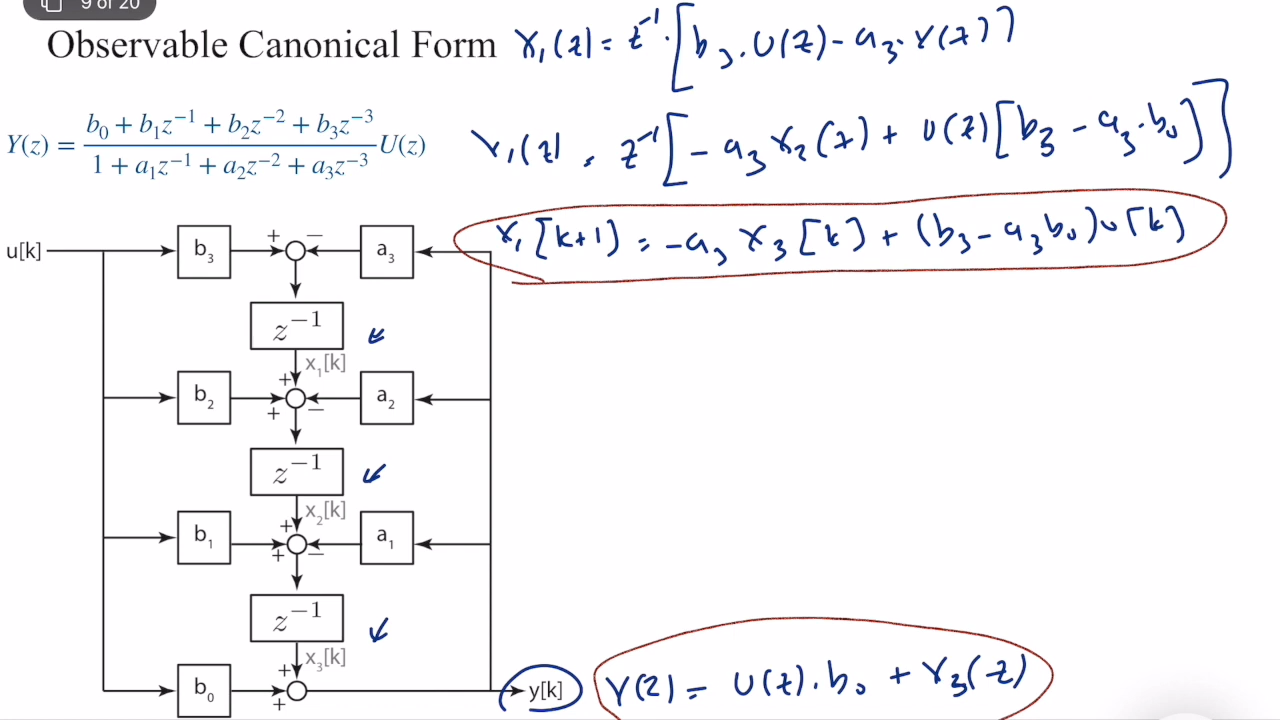 9 of 20
Observable Canonical Form x₁(z) = z⁻¹·[b₃·U(z) - a₃·Y(z)]
Y(z) = (b₀ + b₁z⁻¹ + b₂z⁻² + b₃z⁻³)/(1 + a₁z⁻¹ + a₂z⁻² + a₃z⁻³) U(z)
x₁(z) = z⁻¹[-a₃ x₂(z) + U(z)[b₃ - a₃·b₀]]
x₁[k+1] = -a₃ x₃[k] + (b₃ - a₃b₀)u[k]
u[k] b₃ + − a₃
z⁻¹
x₁[k]
+
b₂ + − a₂
z⁻¹
x₂[k]
+
b₁ + − a₁
z⁻¹
x₃[k]
+
b₀ + y[k] Y(z) = U(z).b₀ + X₃(z)